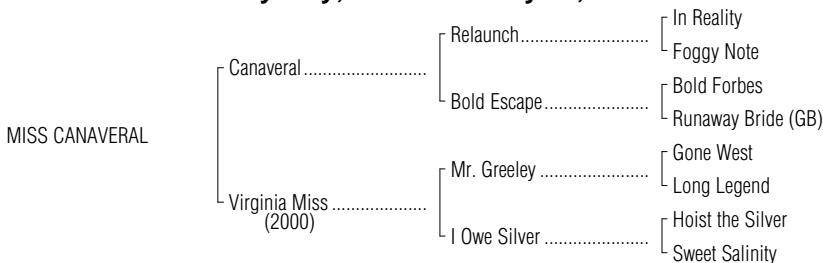 In Reality
Relaunch
Foggy Note
Canaveral
Bold Forbes
Bold Escape
Runaway Bride (GB)
MISS CANAVERAL
Gone West
Mr. Greeley
Long Legend
Virginia Miss
(2000)
Hoist the Silver
I Owe Silver
Sweet Salinity